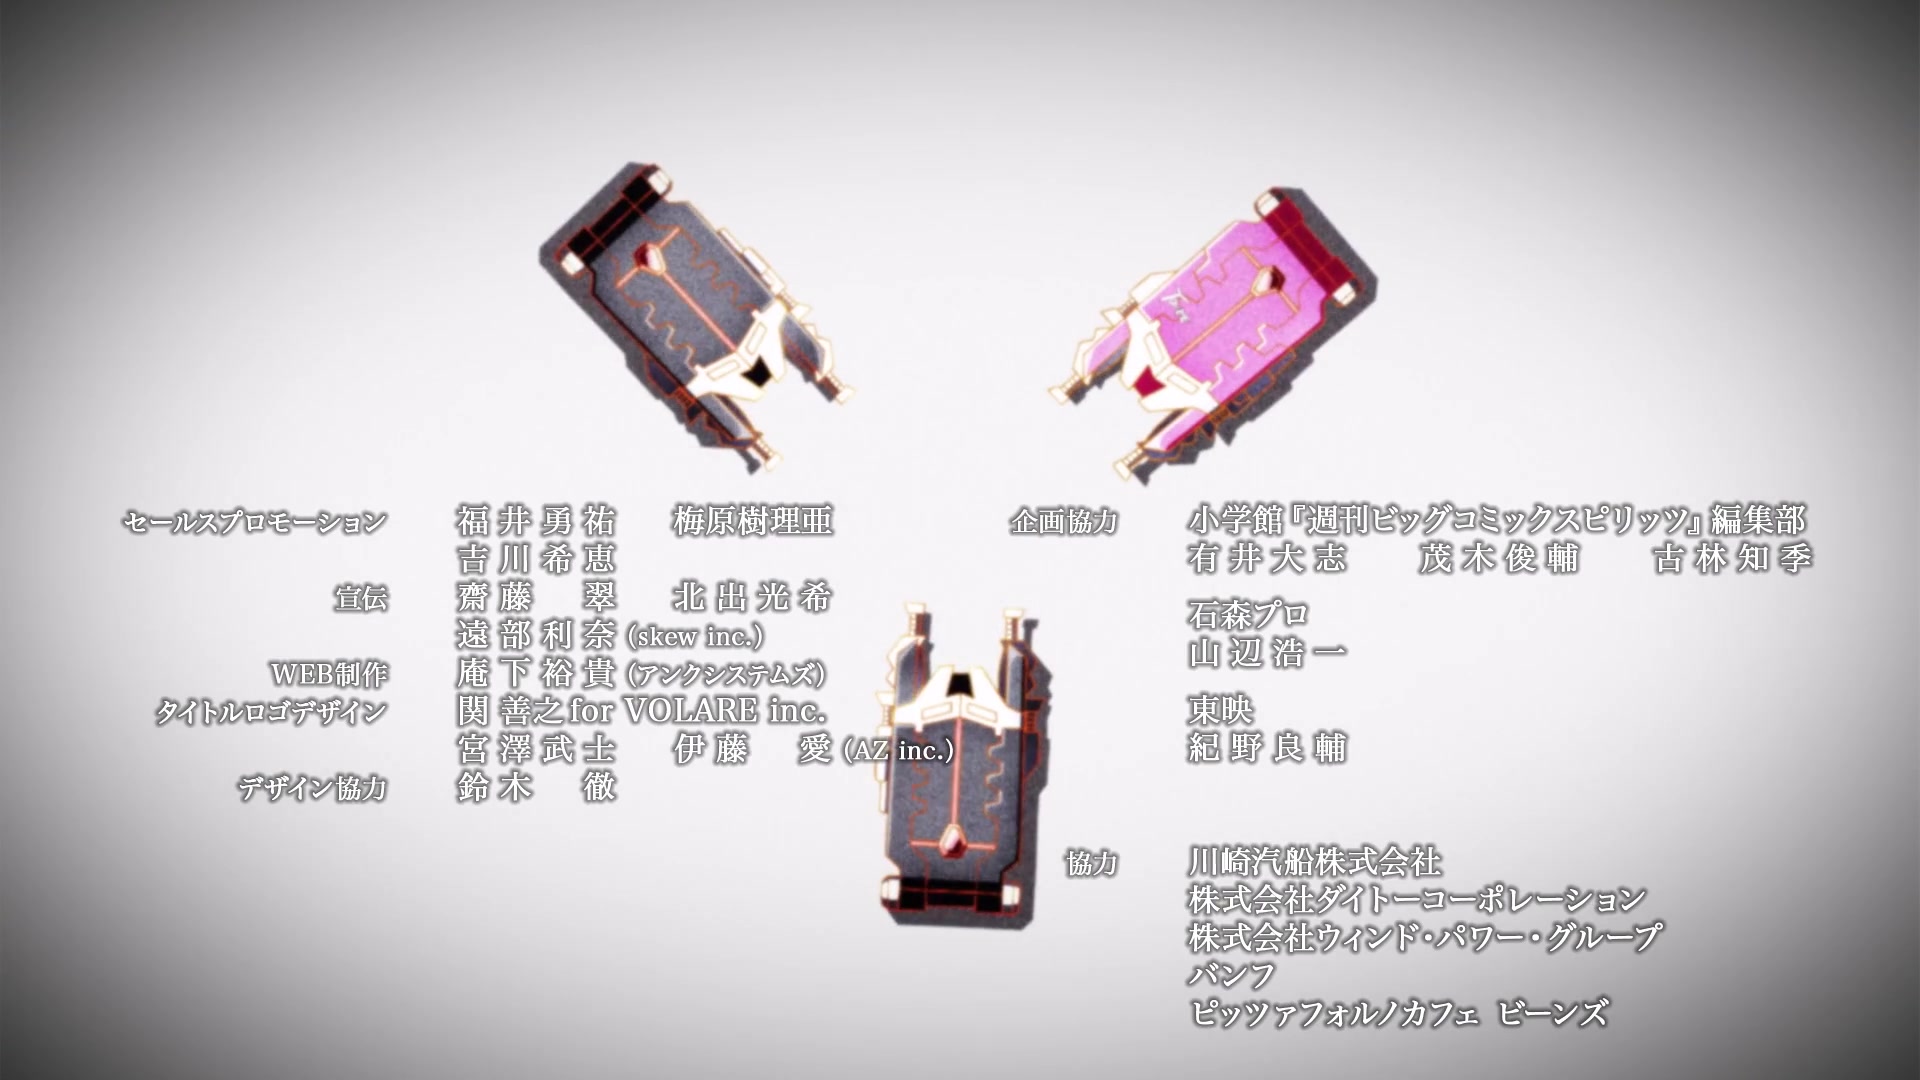 セールスプロモーション 福井勇祐 梅原樹理亜
吉川希恵
宣伝 齋藤 翠 北出光希
遠部利奈 (skew inc.)
WEB制作 庵下裕貴 (アンクシステムズ)
タイトルロゴデザイン 関 善之 for VOLARE inc.
宮澤武士 伊藤 愛 (AZ inc.)
デザイン協力 鈴木 徹
企画協力 小学館『週刊ビッグコミックスピリッツ』編集部
有井大志 茂木俊輔 古林知季
石森プロ
山辺浩一
東映
紀野良輔
協力 川崎汽船株式会社
株式会社ダイトーコーポレーション
株式会社ウィンド・パワー・グループ
バンフ
ピッツァフォルノカフェ ビーンズ